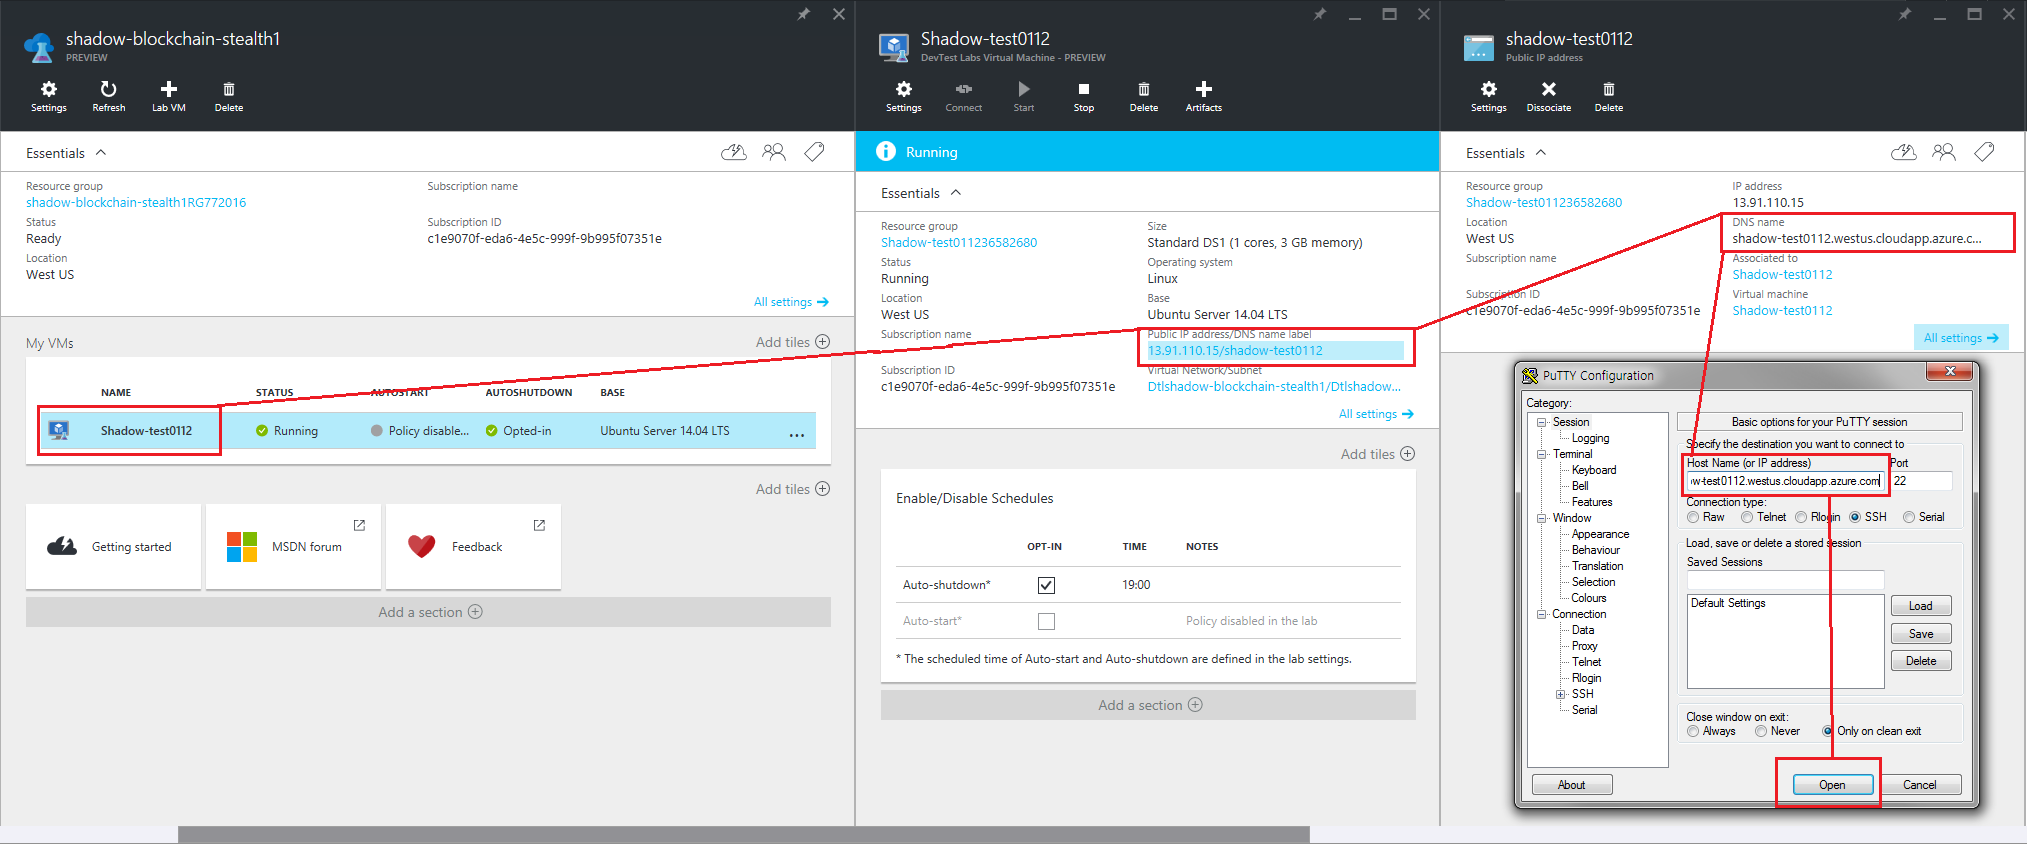 shadow-blockchain-stealth1
PREVIEW
Settings
Refresh
Lab VM
Delete
Essentials
Resource group
shadow-blockchain-stealth1RG772016
Status
Ready
Location
West US
Subscription name
Subscription ID
c1e9070f-eda6-4e5c-999f-9b995f07351e
All settings
My VMs
Add tiles
NAME STATUS AUTOSTART AUTOSHUTDOWN BASE
Shadow-test0112 Running Policy disable... Opted-in Ubuntu Server 14.04 LTS ...
Add tiles
Getting started
MSDN forum
Feedback
Add a section
Shadow-test0112
DevTest Labs Virtual Machine - PREVIEW
Settings
Connect
Start
Stop
Delete
Artifacts
Running
Essentials
Resource group
Shadow-test011236582680
Status
Running
Location
West US
Subscription name
Subscription ID
c1e9070f-eda6-4e5c-999f-9b995f07351e
Size
Standard DS1 (1 cores, 3 GB memory)
Operating system
Linux
Base
Ubuntu Server 14.04 LTS
Public IP address/DNS name label
13.91.110.15/shadow-test0112
Virtual Network/Subnet
Dtlshadow-blockchain-stealth1/Dtlshadow...
All settings
Add tiles
Enable/Disable Schedules
OPT-IN TIME NOTES
Auto-shutdown* 19:00
Auto-start* Policy disabled in the lab
* The scheduled time of Auto-start and Auto-shutdown are defined in the lab settings.
Add a section
shadow-test0112
Public IP address
Settings
Dissociate
Delete
Essentials
Resource group
Shadow-test011236582680
Location
West US
Subscription name
Subscription ID
c1e9070f-eda6-4e5c-999f-9b995f07351e
IP address
13.91.110.15
DNS name
shadow-test0112.westus.cloudapp.azure.c...
Associated to
Shadow-test0112
Virtual machine
Shadow-test0112
All settings
PuTTY Configuration
Category:
Session
Logging
Terminal
Keyboard
Bell
Features
Window
Appearance
Behaviour
Translation
Selection
Colours
Connection
Data
Proxy
Telnet
Rlogin
SSH
Serial
Basic options for your PuTTY session
Specify the destination you want to connect to
Host Name (or IP address) Port
w-test0112.westus.cloudapp.azure.com 22
Connection type:
Raw Telnet Rlogin SSH Serial
Load, save or delete a stored session
Saved Sessions
Default Settings
Load
Save
Delete
Close window on exit:
Always Never Only on clean exit
About
Open
Cancel